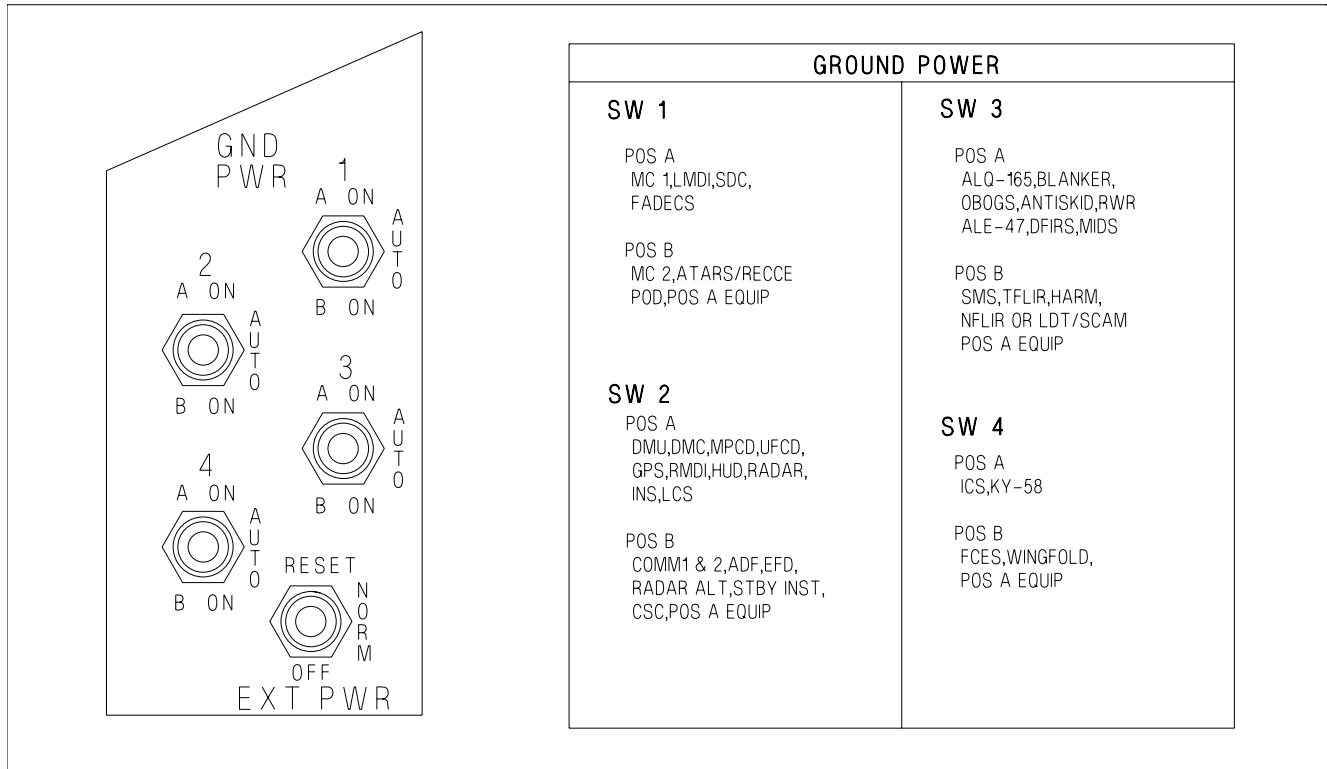 GND
PWR
1
A ON
AUTO
B ON
2
A ON
AUTO
B ON
3
A ON
AUTO
B ON
4
A ON
AUTO
B ON
RESET
NORM
OFF
EXT PWR
GROUND POWER
SW 1
POS A
MC 1,LMDI,SDC,
FADECS
POS B
MC 2,ATARS/RECCE
POD,POS A EQUIP
SW 2
POS A
DMU,DMC,MPCD,UFCD,
GPS,RMDI,HUD,RADAR,
INS,LCS
POS B
COMM1 & 2,ADF,EFD,
RADAR ALT,STBY INST,
CSC,POS A EQUIP
SW 3
POS A
ALQ-165,BLANKER,
OBOGS,ANTISKID,RWR
ALE-47,DFIRS,MIDS
POS B
SMS,TFLIR,HARM,
NFLIR OR LDT/SCAM
POS A EQUIP
SW 4
POS A
ICS,KY-58
POS B
FCES,WINGFOLD,
POS A EQUIP